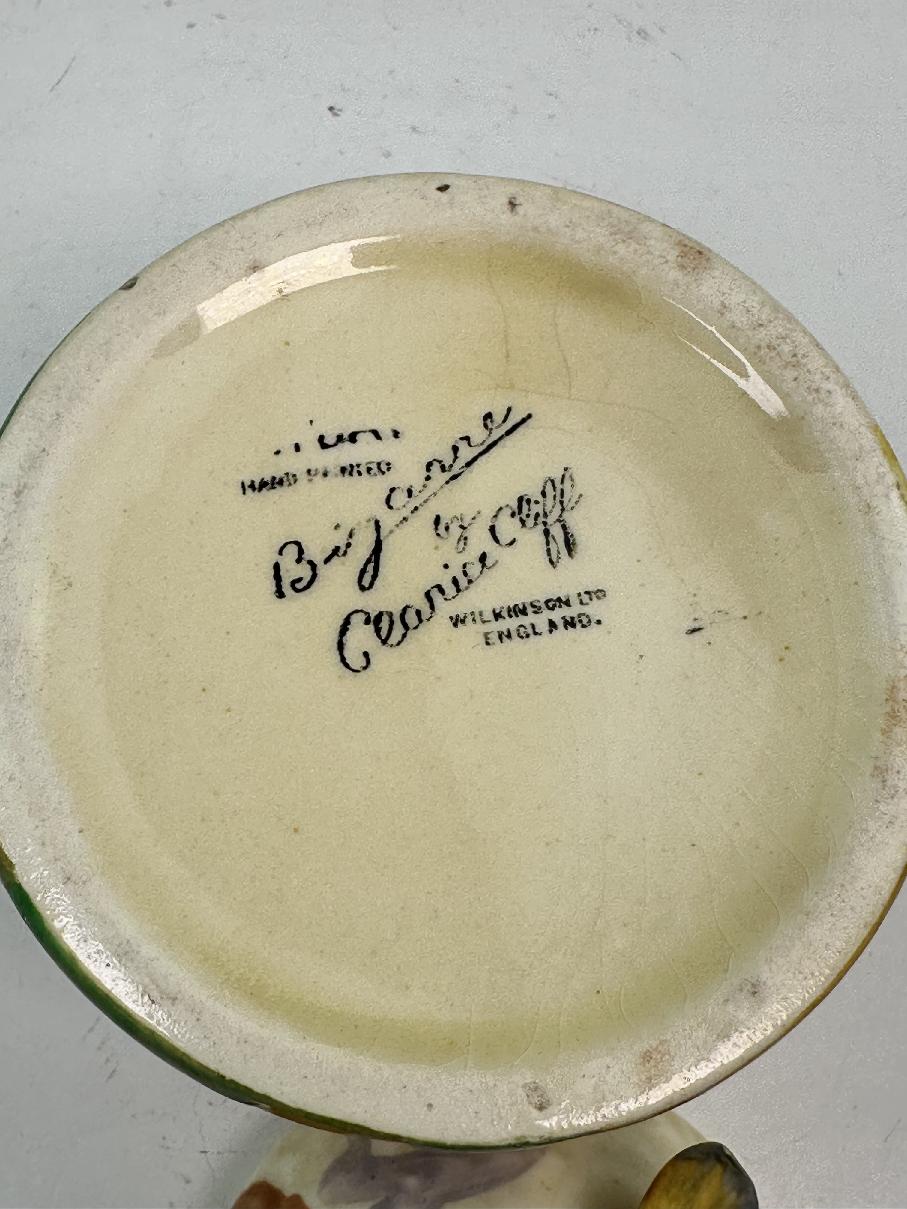 HAND PAINTED
Bizarre
by
Clarice Cliff
WILKINSON LTD
ENGLAND.